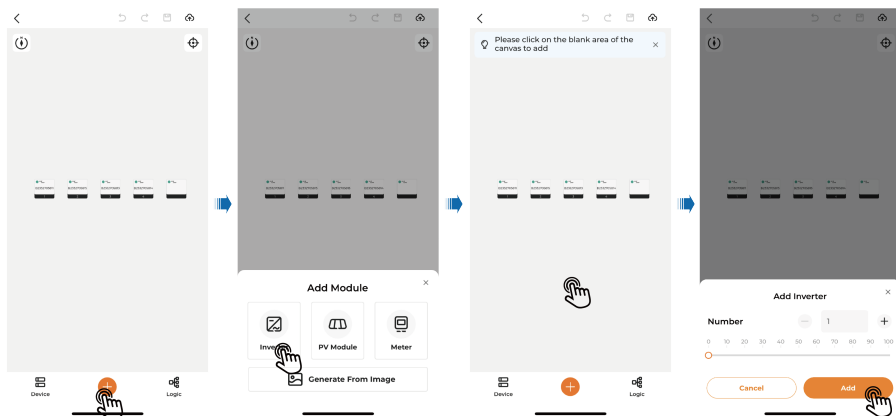 Device
Logic
Add Module
×
PV Module
Meter
Generate From Image
Please click on the blank area of the
canvas to add
×
Device
Logic
Add Inverter
×
Number
1
0 10 20 30 40 50 60 70 80 90 100
Cancel
Add